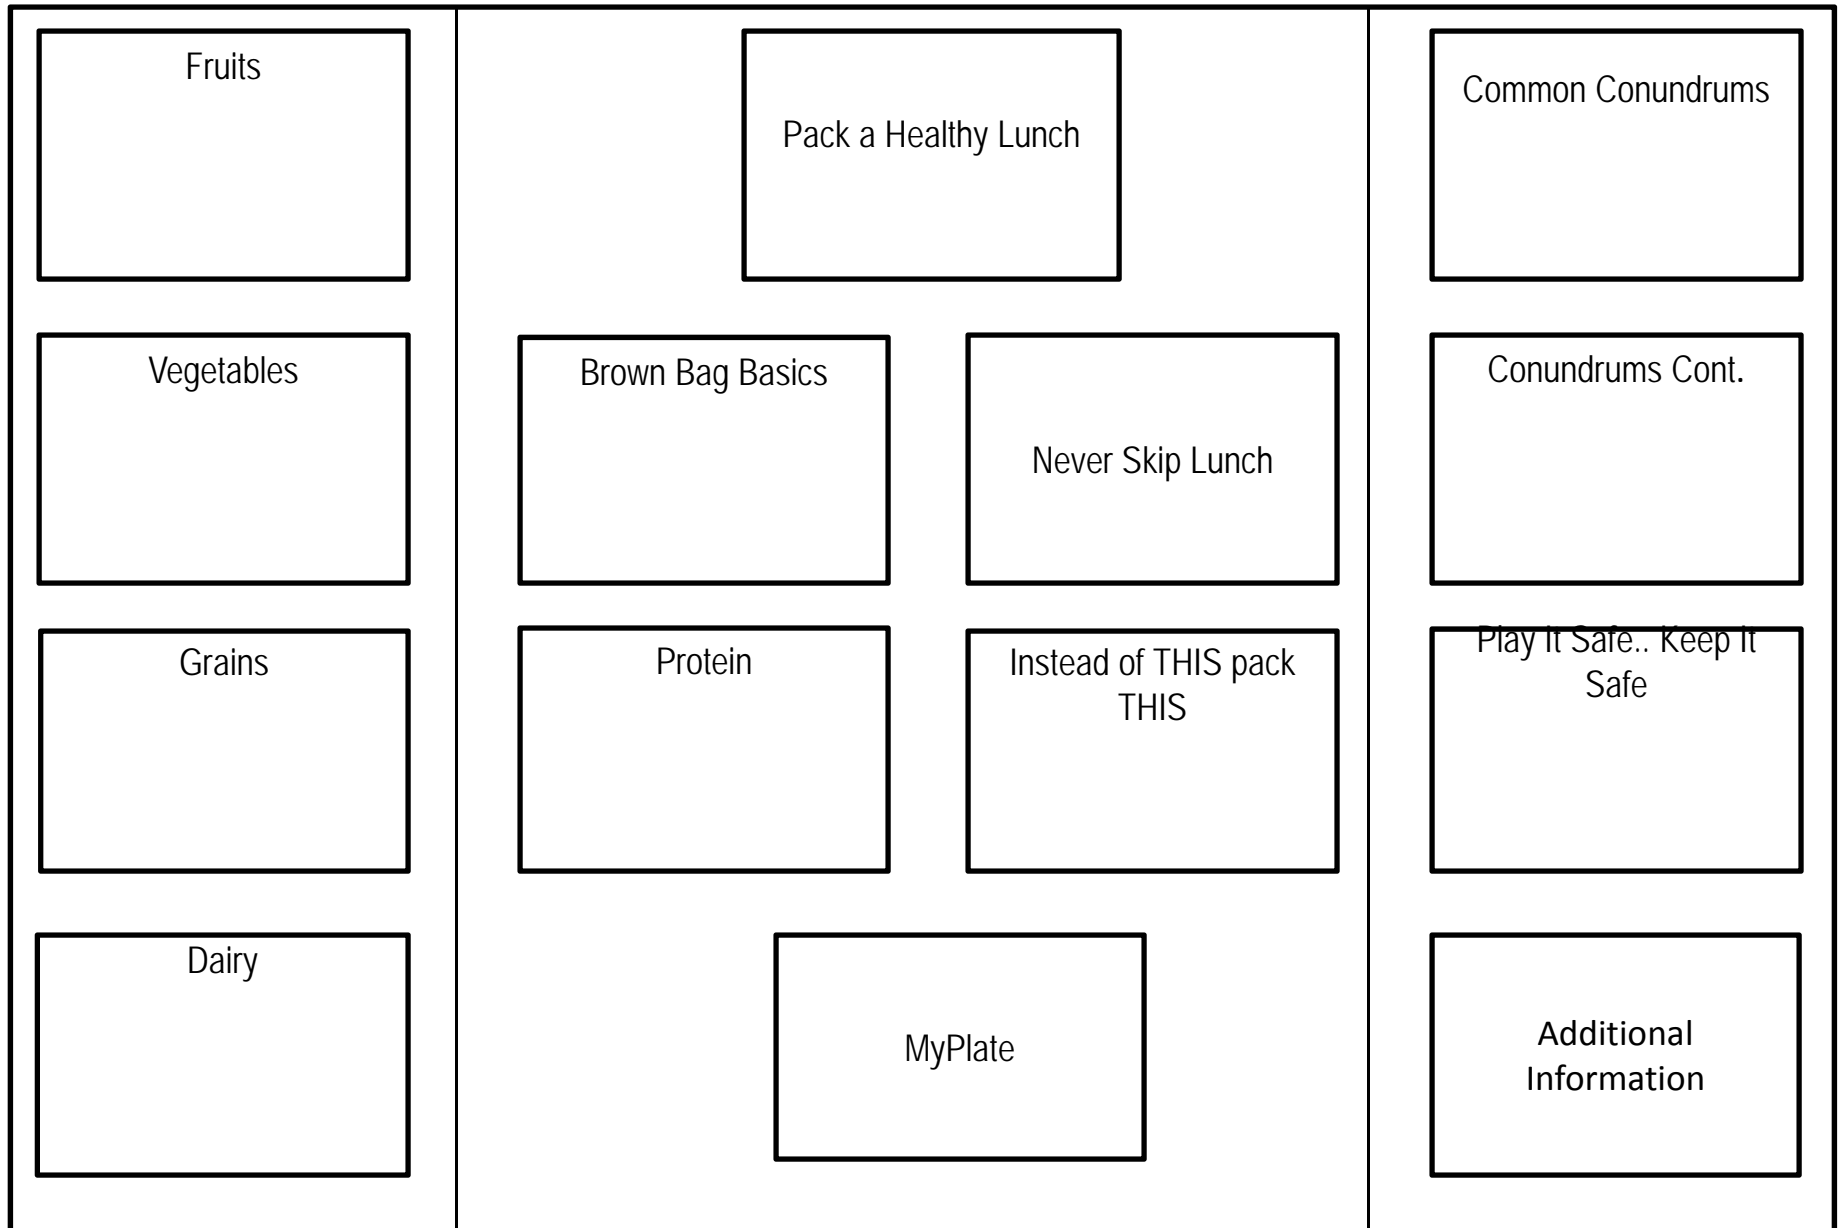 Fruits
Vegetables
Grains
Dairy
Pack a Healthy Lunch
Brown Bag Basics
Never Skip Lunch
Protein
Instead of THIS pack
THIS
MyPlate
Common Conundrums
Conundrums Cont.
Play It Safe.. Keep It
Safe
Additional
Information